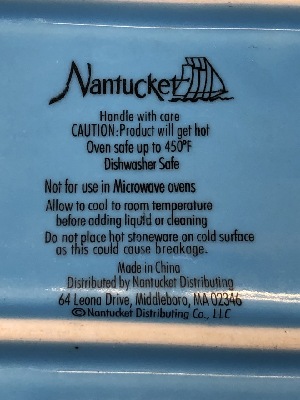 Nantucket
Handle with care
CAUTION:Product will get hot
Oven safe up to 450°F
Dishwasher Safe
Not for use in Microwave ovens
Allow to cool to room temperature
before adding liquid or cleaning
Do not place hot stoneware on cold surface
as this could cause breakage.
Made in China
Distributed by Nantucket Distributing
64 Leona Drive, Middleboro, MA 02346
©Nantucket Distributing Co., LLC